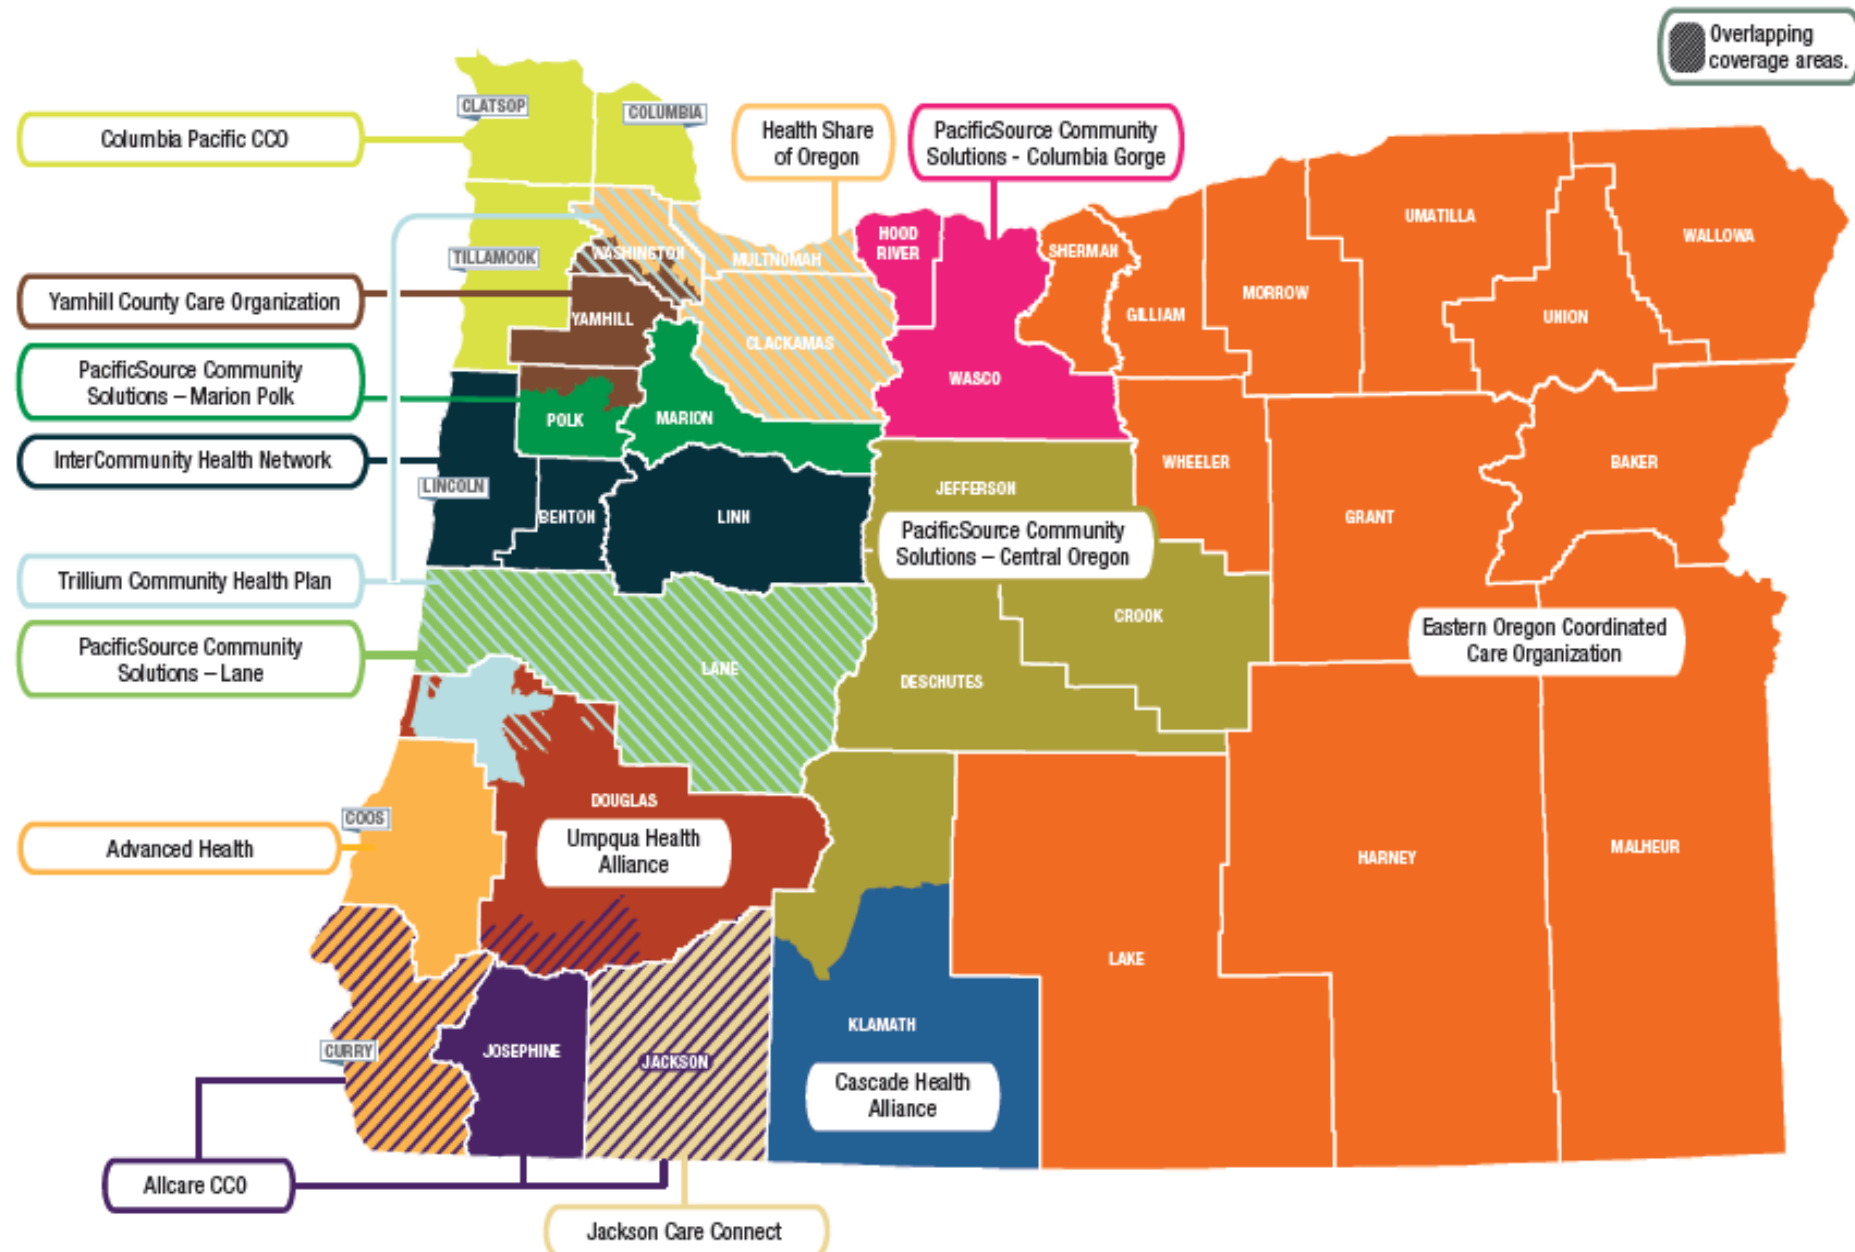 Overlapping
coverage areas.
CLATSOP
COLUMBIA
Columbia Pacific CCO
Health Share
of Oregon
PacificSource Community
Solutions - Columbia Gorge
TILLAMOOK
WASHINGTON
MULTNOMAH
HOOD
RIVER
SHERMAN
UMATILLA
WALLOWA
Yamhill County Care Organization
YAMHILL
CLACKAMAS
GILLIAM
MORROW
UNION
PacificSource Community
Solutions – Marion Polk
POLK
MARION
WASCO
InterCommunity Health Network
LINCOLN
BENTON
LINN
JEFFERSON
PacificSource Community
Solutions – Central Oregon
WHEELER
GRANT
BAKER
Trillium Community Health Plan
PacificSource Community
Solutions – Lane
LANE
DESCHUTES
CROOK
Eastern Oregon Coordinated
Care Organization
COOS
Advanced Health
DOUGLAS
Umpqua Health
Alliance
HARNEY
MALHEUR
LAKE
CURRY
JOSEPHINE
JACKSON
KLAMATH
Cascade Health
Alliance
Allcare CCO
Jackson Care Connect